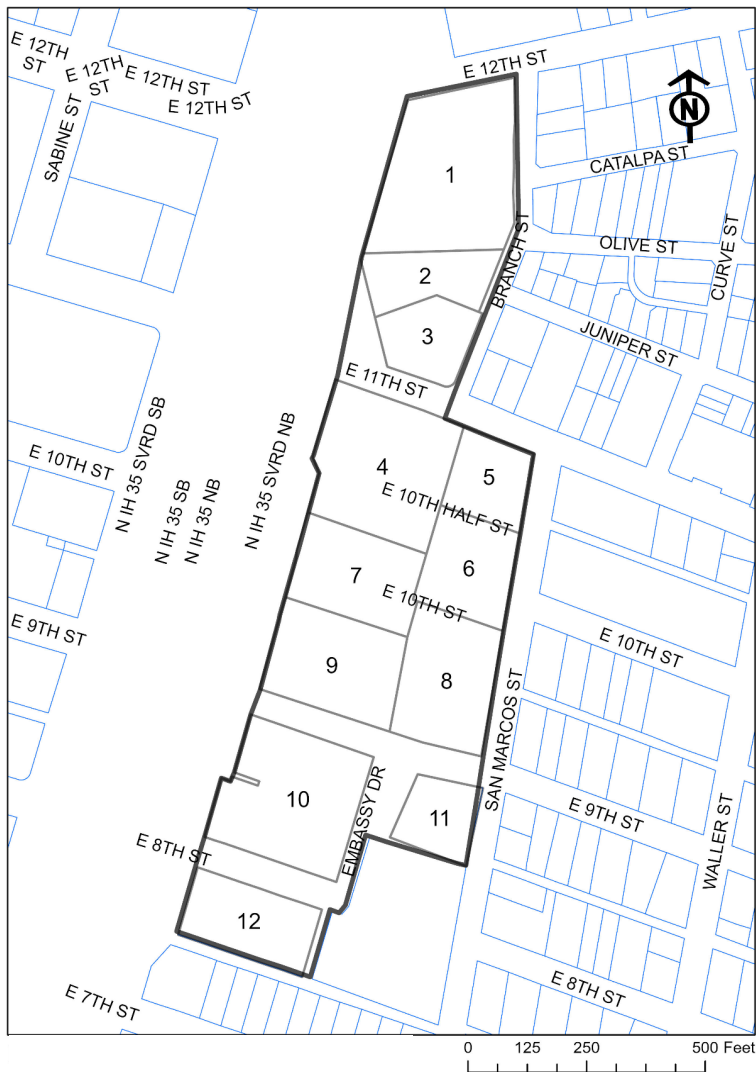 E 12TH
ST
E 12TH
ST
E 12TH ST
E 12TH ST
E 12TH ST
SABINE ST
N
CATALPA ST
1
OLIVE ST
CURVE ST
BRANCH ST
2
3
JUNIPER ST
E 11TH ST
4
5
E 10TH HALF ST
N IH 35 SVRD SB
N IH 35 SB
N IH 35 NB
N IH 35 SVRD NB
E 10TH ST
7
6
E 10TH ST
E 9TH ST
E 10TH ST
9
8
SAN MARCOS ST
10
EMBASSY DR
11
E 9TH ST
WALLER ST
E 8TH ST
12
E 8TH ST
E 7TH ST
0 125 250 500 Feet